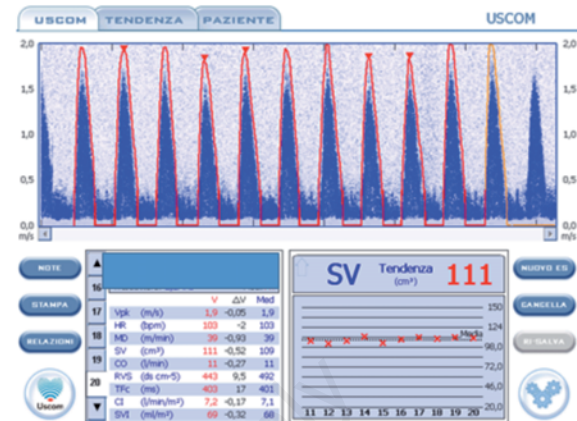 USCOM TENDENZA PAZIENTE USCOM
2,0 2,0
1,5 1,5
1,0 1,0
0,5 0,5
0,0 0,0
m/s m/s
NOTE
STAMPA
RELAZIONI
Uscom
16
17
18
19
20
V ΔV Med
Vpk (m/s) 1,9 -0,05 1,9
HR (bpm) 103 -2 103
MD (m/min) 39 -0,93 39
SV (cm³) 111 -0,52 109
CO (l/min) 11 -0,27 11
RVS (ds cm-5) 443 9,5 492
TFc (ms) 403 17 401
CI (l/min/m²) 7,2 -0,17 7,1
SVI (ml/m²) 69 -0,32 68
SV Tendenza (cm³) 111
150
Media
98,0
72,0
46,0
20,0
11 12 13 14 15 16 17 18 19 20
NUOVO ES
CANCELLA
RI-SALVA